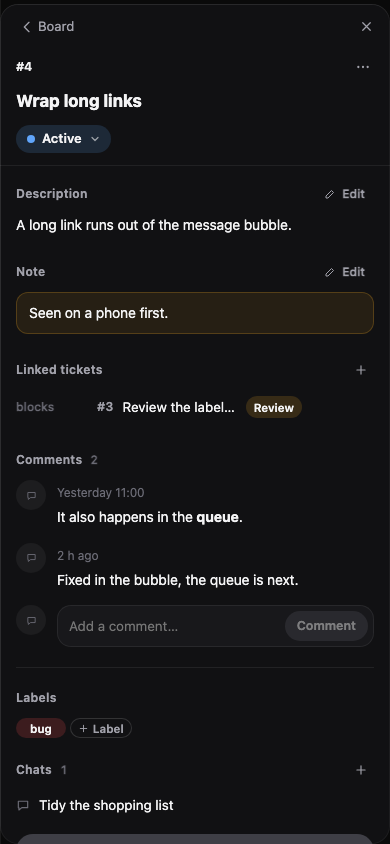 Board
#4
Wrap long links
Active
Description
Edit
A long link runs out of the message bubble.
Note
Edit
Seen on a phone first.
Linked tickets
blocks #3 Review the label... Review
Comments 2
Yesterday 11:00
It also happens in the queue.
2 h ago
Fixed in the bubble, the queue is next.
Add a comment... Comment
Labels
bug + Label
Chats 1
Tidy the shopping list